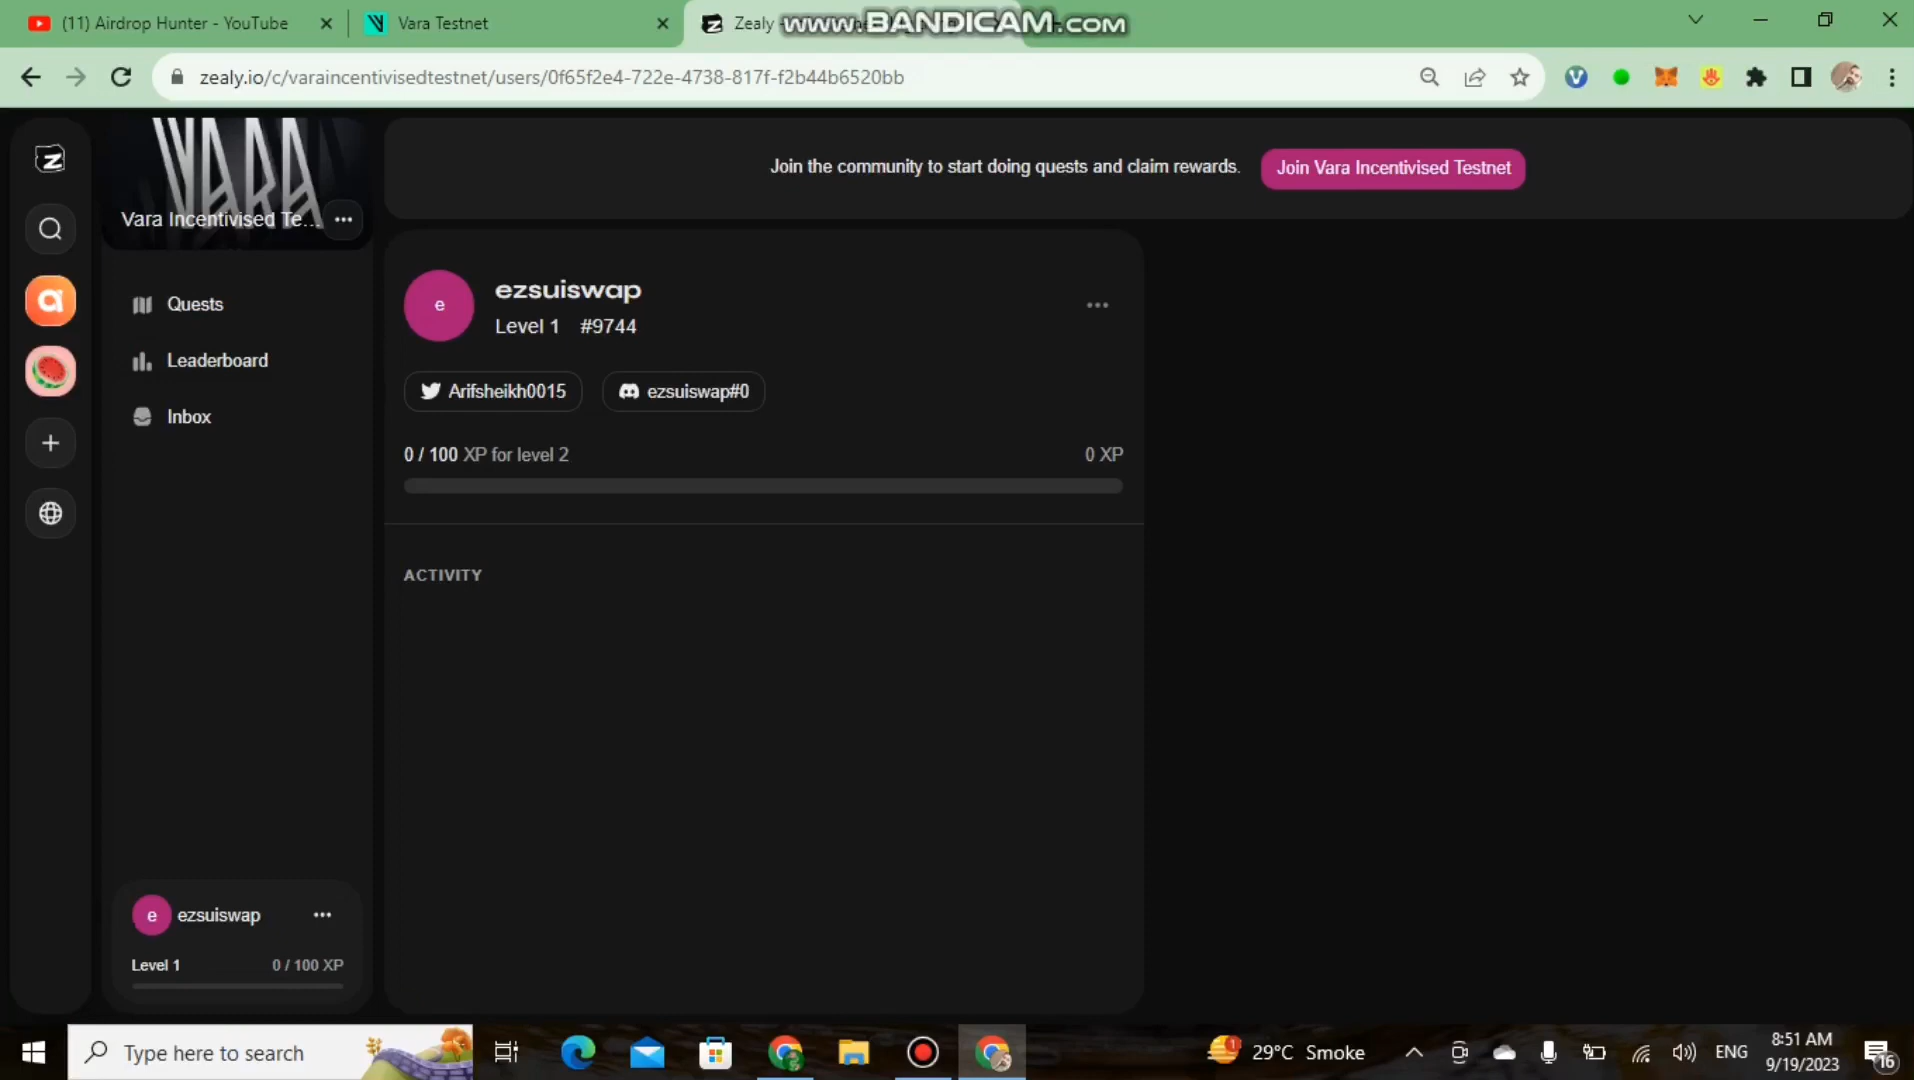 (11) Airdrop Hunter - YouTube
Vara Testnet
Zealy
www.BANDICAM.com
zealy.io/c/varaincentivisedtestnet/users/0f65f2e4-722e-4738-817f-f2b44b6520bb
VARA
Vara Incentivised Te...
Join the community to start doing quests and claim rewards.
Join Vara Incentivised Testnet
Quests
Leaderboard
Inbox
e
ezsuiswap
Level 1 #9744
Arifsheikh0015
ezsuiswap#0
0 / 100 XP for level 2
0 XP
ACTIVITY
e
ezsuiswap
Level 1
0 / 100 XP
Type here to search
1
29°C Smoke
ENG
8:51 AM
9/19/2023
16